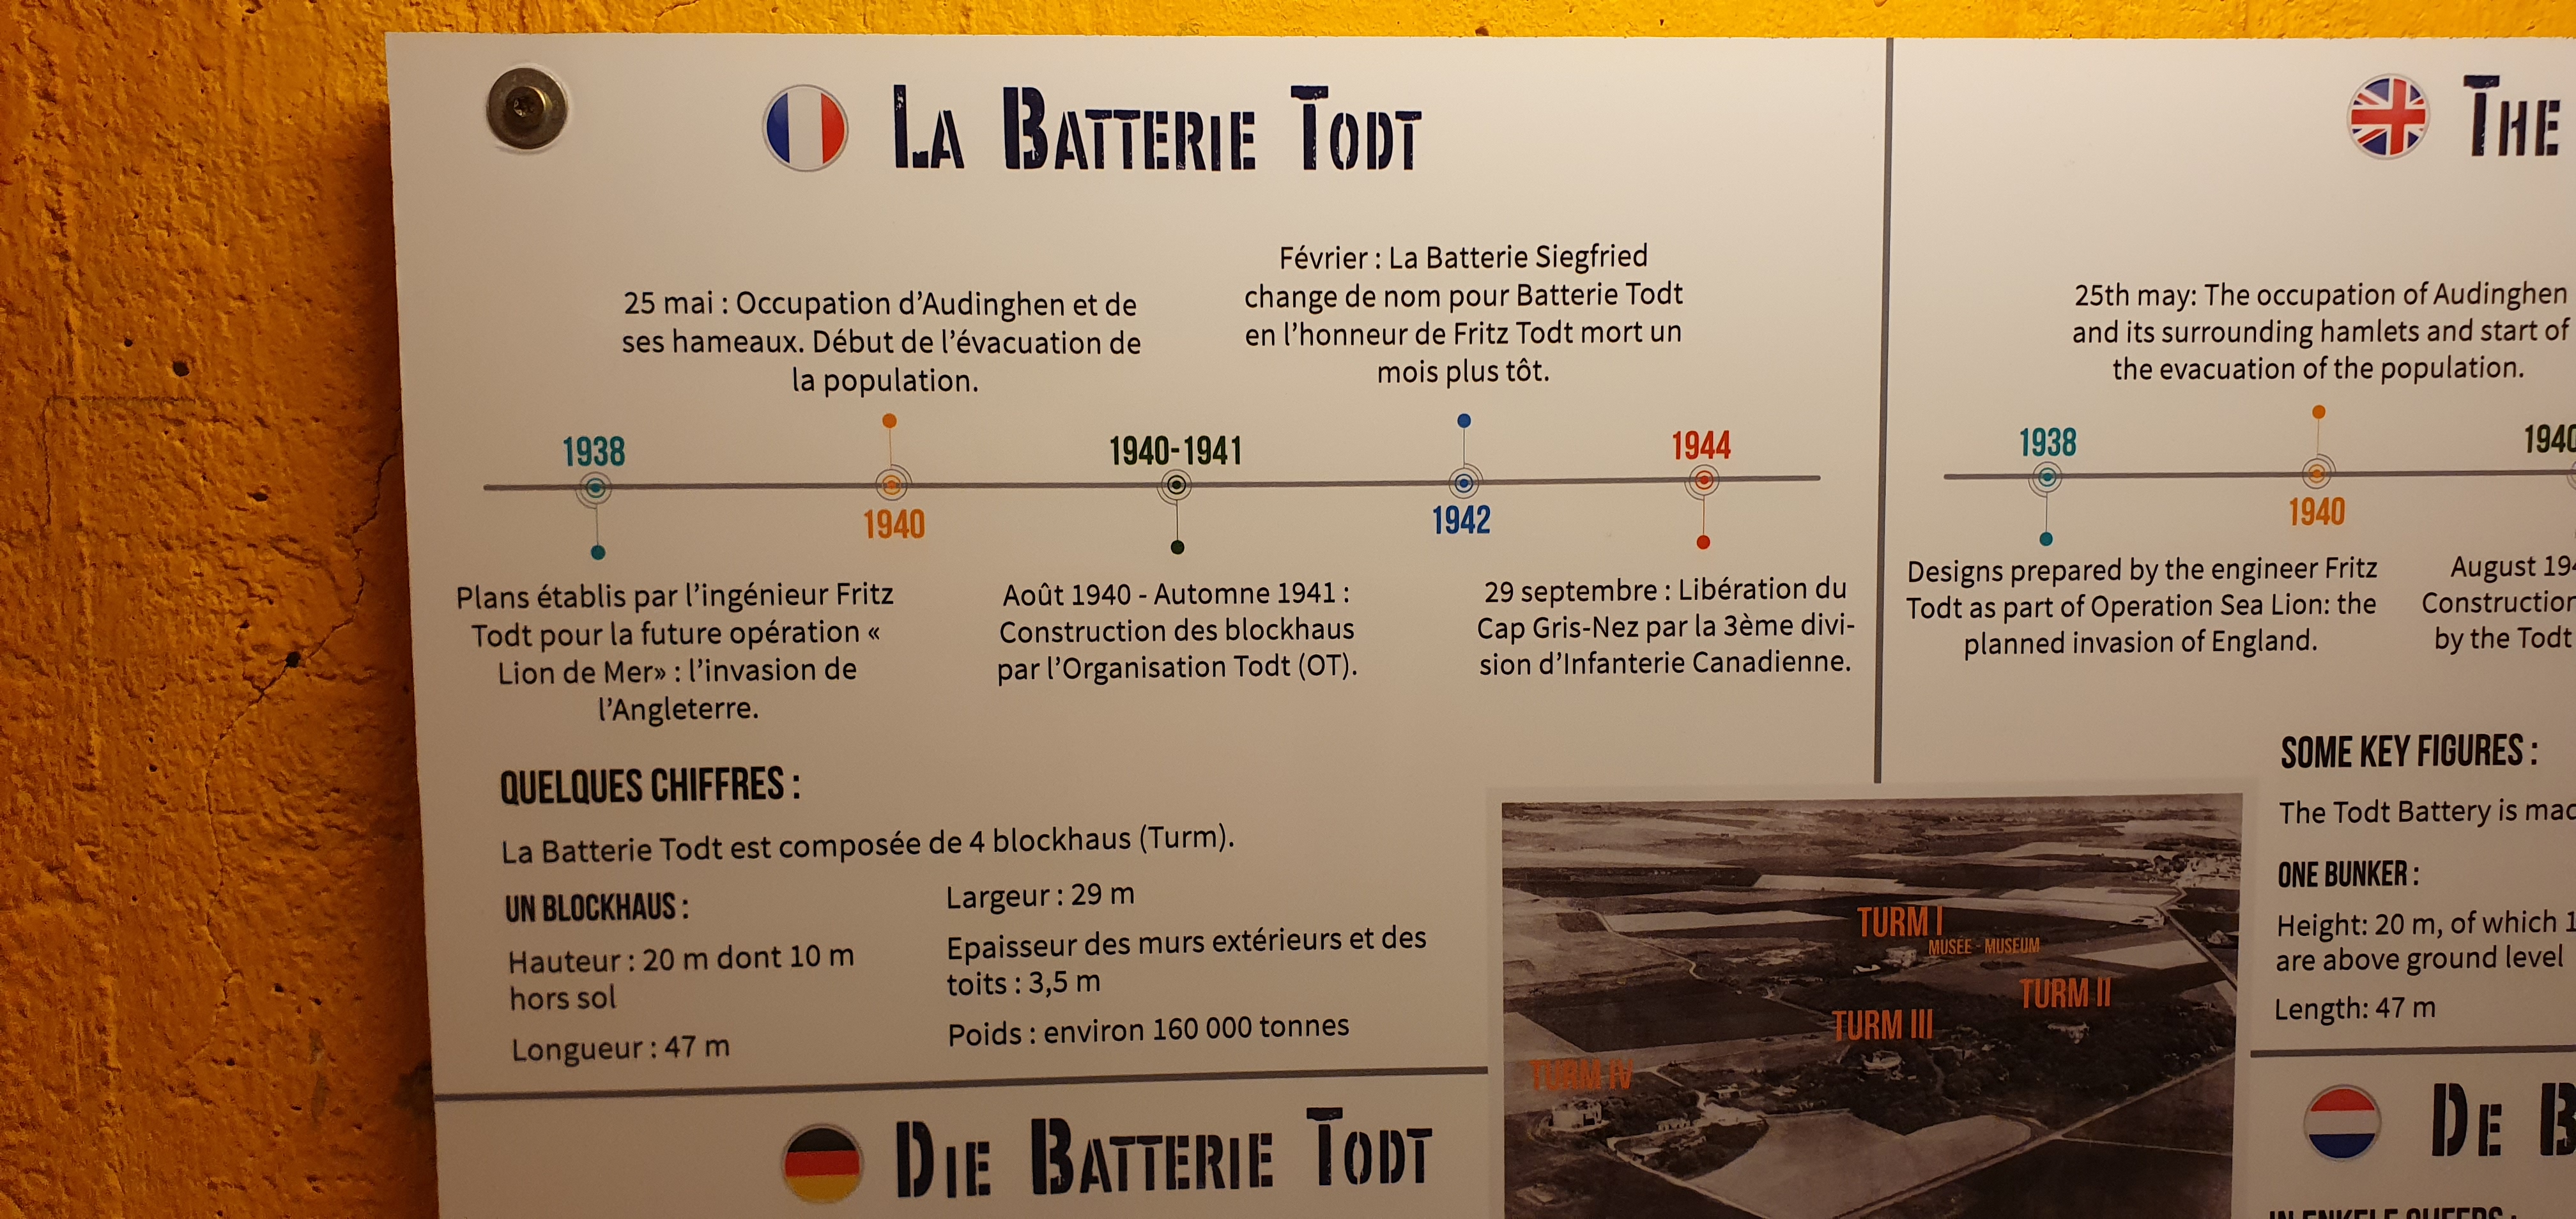 LA BATTERIE TODT
25 mai : Occupation d'Audinghen et de
ses hameaux. Début de l'évacuation de
la population.
Février : La Batterie Siegfried
change de nom pour Batterie Todt
en l'honneur de Fritz Todt mort un
mois plus tôt.
1938
1940
1940-1941
1942
1944
Plans établis par l'ingénieur Fritz
Todt pour la future opération «
Lion de Mer» : l'invasion de
l'Angleterre.
Août 1940 - Automne 1941 :
Construction des blockhaus
par l'Organisation Todt (OT).
29 septembre : Libération du
Cap Gris-Nez par la 3ème divi-
sion d'Infanterie Canadienne.
QUELQUES CHIFFRES :
La Batterie Todt est composée de 4 blockhaus (Turm).
UN BLOCKHAUS :
Hauteur : 20 m dont 10 m
hors sol
Longueur : 47 m
Largeur : 29 m
Epaisseur des murs extérieurs et des
toits : 3,5 m
Poids : environ 160 000 tonnes
THE
25th may: The occupation of Audinghen
and its surrounding hamlets and start of
the evacuation of the population.
1938
1940
1940
Designs prepared by the engineer Fritz
Todt as part of Operation Sea Lion: the
planned invasion of England.
August 19
Construction
by the Todt
SOME KEY FIGURES :
The Todt Battery is
ONE BUNKER :
Height: 20 m, of which
are above ground level
Length: 47 m
TURM I
MUSÉE - MUSEUM
TURM II
TURM III
TURM IV
DIE BATTERIE TODT
DE